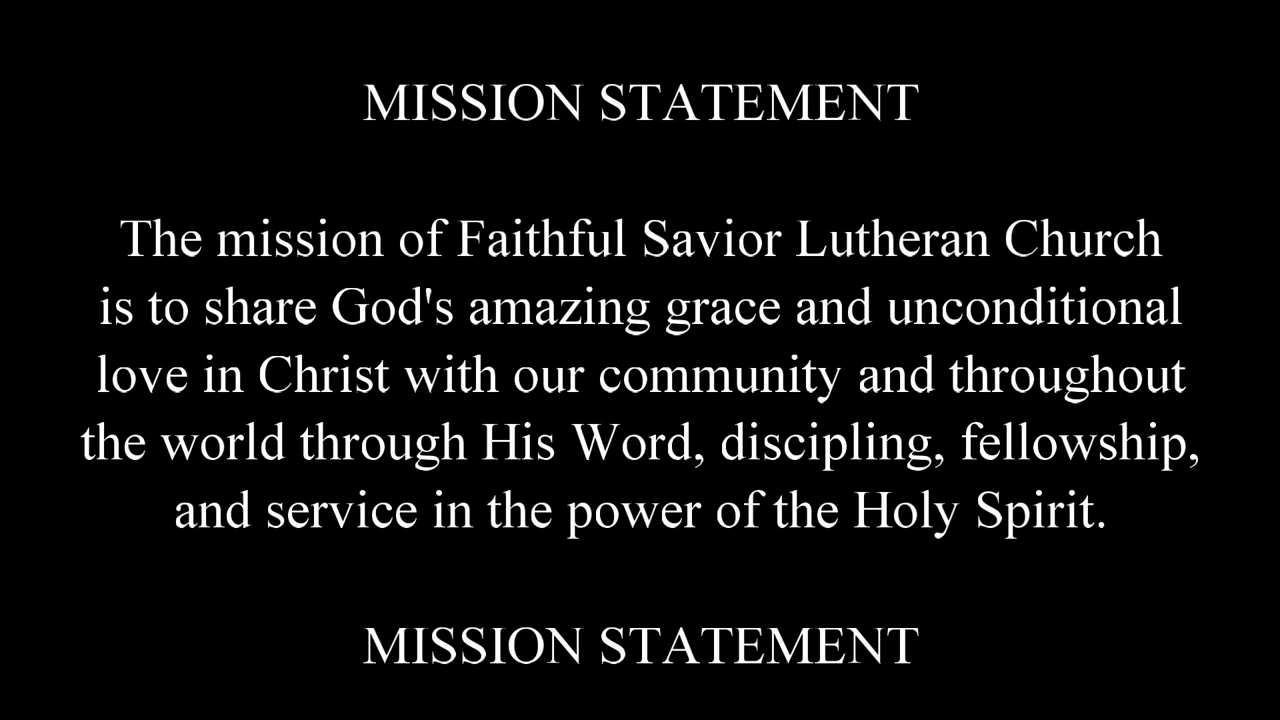 MISSION STATEMENT
The mission of Faithful Savior Lutheran Church
is to share God's amazing grace and unconditional
love in Christ with our community and throughout
the world through His Word, discipling, fellowship,
and service in the power of the Holy Spirit.
MISSION STATEMENT